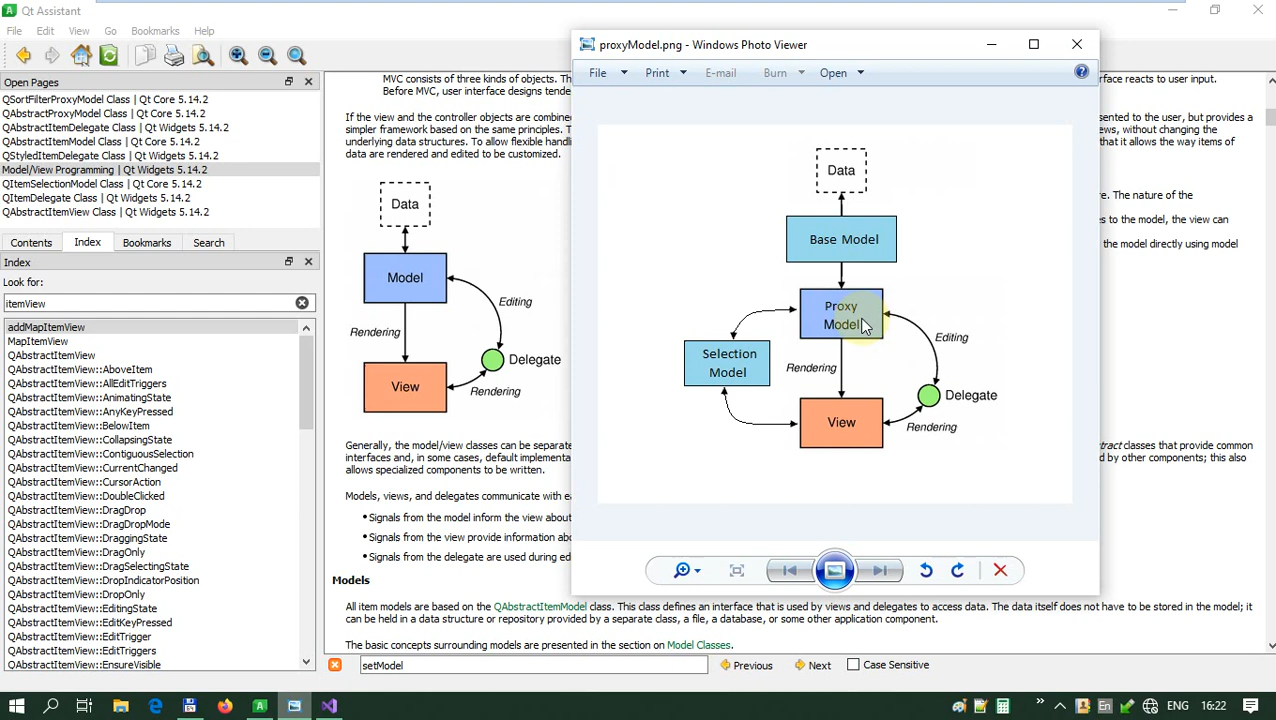 Qt Assistant
File Edit View Go Bookmarks Help
Open Pages
QSortFilterProxyModel Class | Qt Core 5.14.2
QAbstractProxyModel Class | Qt Core 5.14.2
QAbstractItemDelegate Class | Qt Widgets 5.14.2
QAbstractItemModel Class | Qt Core 5.14.2
QStyledItemDelegate Class | Qt Widgets 5.14.2
Model/View Programming | Qt Widgets 5.14.2
QItemSelectionModel Class | Qt Core 5.14.2
QItemDelegate Class | Qt Widgets 5.14.2
QAbstractItemView Class | Qt Widgets 5.14.2
Contents Index Bookmarks Search
Index
Look for:
itemView
addMapItemView
MapItemView
QAbstractItemView
QAbstractItemView::AboveItem
QAbstractItemView::AllEditTriggers
QAbstractItemView::AnimatingState
QAbstractItemView::AnyKeyPressed
QAbstractItemView::BelowItem
QAbstractItemView::CollapsingState
QAbstractItemView::ContiguousSelection
QAbstractItemView::CurrentChanged
QAbstractItemView::CursorAction
QAbstractItemView::DoubleClicked
QAbstractItemView::DragDrop
QAbstractItemView::DragDropMode
QAbstractItemView::DraggingState
QAbstractItemView::DragOnly
QAbstractItemView::DragSelectingState
QAbstractItemView::DropIndicatorPosition
QAbstractItemView::DropOnly
QAbstractItemView::EditingState
QAbstractItemView::EditKeyPressed
QAbstractItemView::EditTrigger
QAbstractItemView::EditTriggers
QAbstractItemView::EnsureVisible
MVC consists of three kinds of objects. Th
Before MVC, user interface designs tende
If the view and the controller objects are combine
simpler framework based on the same principles. T
underlying data structures. To allow flexible handli
data are rendered and edited to be customized.
Data
Model
Editing
Rendering
Delegate
View
Rendering
Generally, the model/view classes can be separate
interfaces and, in some cases, default implementa
allows specialized components to be written.
Models, views, and delegates communicate with ea
• Signals from the model inform the view about
• Signals from the view provide information abo
• Signals from the delegate are used during ed
Models
All item models are based on the QAbstractItemModel class. This class defines an interface that is used by views and delegates to access data. The data itself does not have to be stored in the model; it
can be held in a data structure or repository provided by a separate class, a file, a database, or some other application component.
The basic concepts surrounding models are presented in the section on Model Classes.
setModel
Previous Next Case Sensitive
proxyModel.png - Windows Photo Viewer
File Print E-mail Burn Open
Data
Base Model
Proxy
Model
Editing
Selection
Model
Rendering
Delegate
View
Rendering
erface reacts to user input.
ented to the user, but provides a
ews, without changing the
that it allows the way items of
re. The nature of the
es to the model, the view can
the model directly using model
tract classes that provide common
d by other components; this also
En ENG 16:22